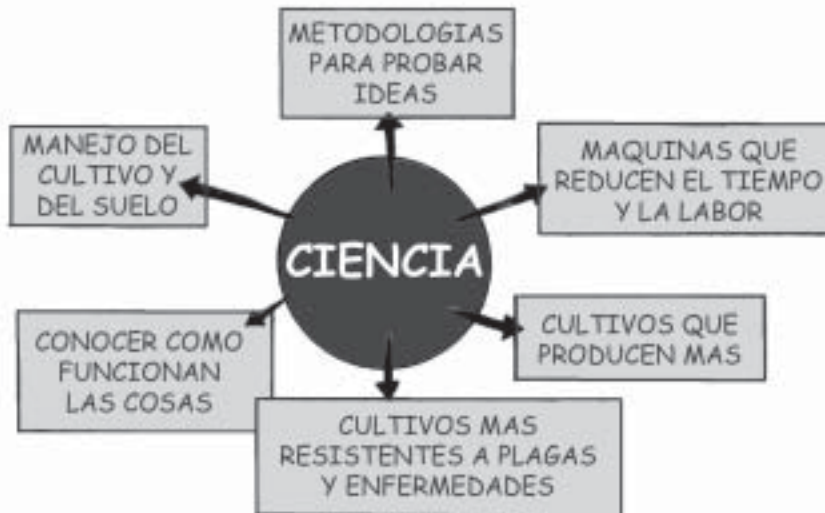 METODOLOGIAS
PARA PROBAR
IDEAS
MANEJO DEL
CULTIVO Y
DEL SUELO
MAQUINAS QUE
REDUCEN EL TIEMPO
Y LA LABOR
CIENCIA
CONOCER COMO
FUNCIONAN
LAS COSAS
CULTIVOS QUE
PRODUCEN MAS
CULTIVOS MAS
RESISTENTES A PLAGAS
Y ENFERMEDADES